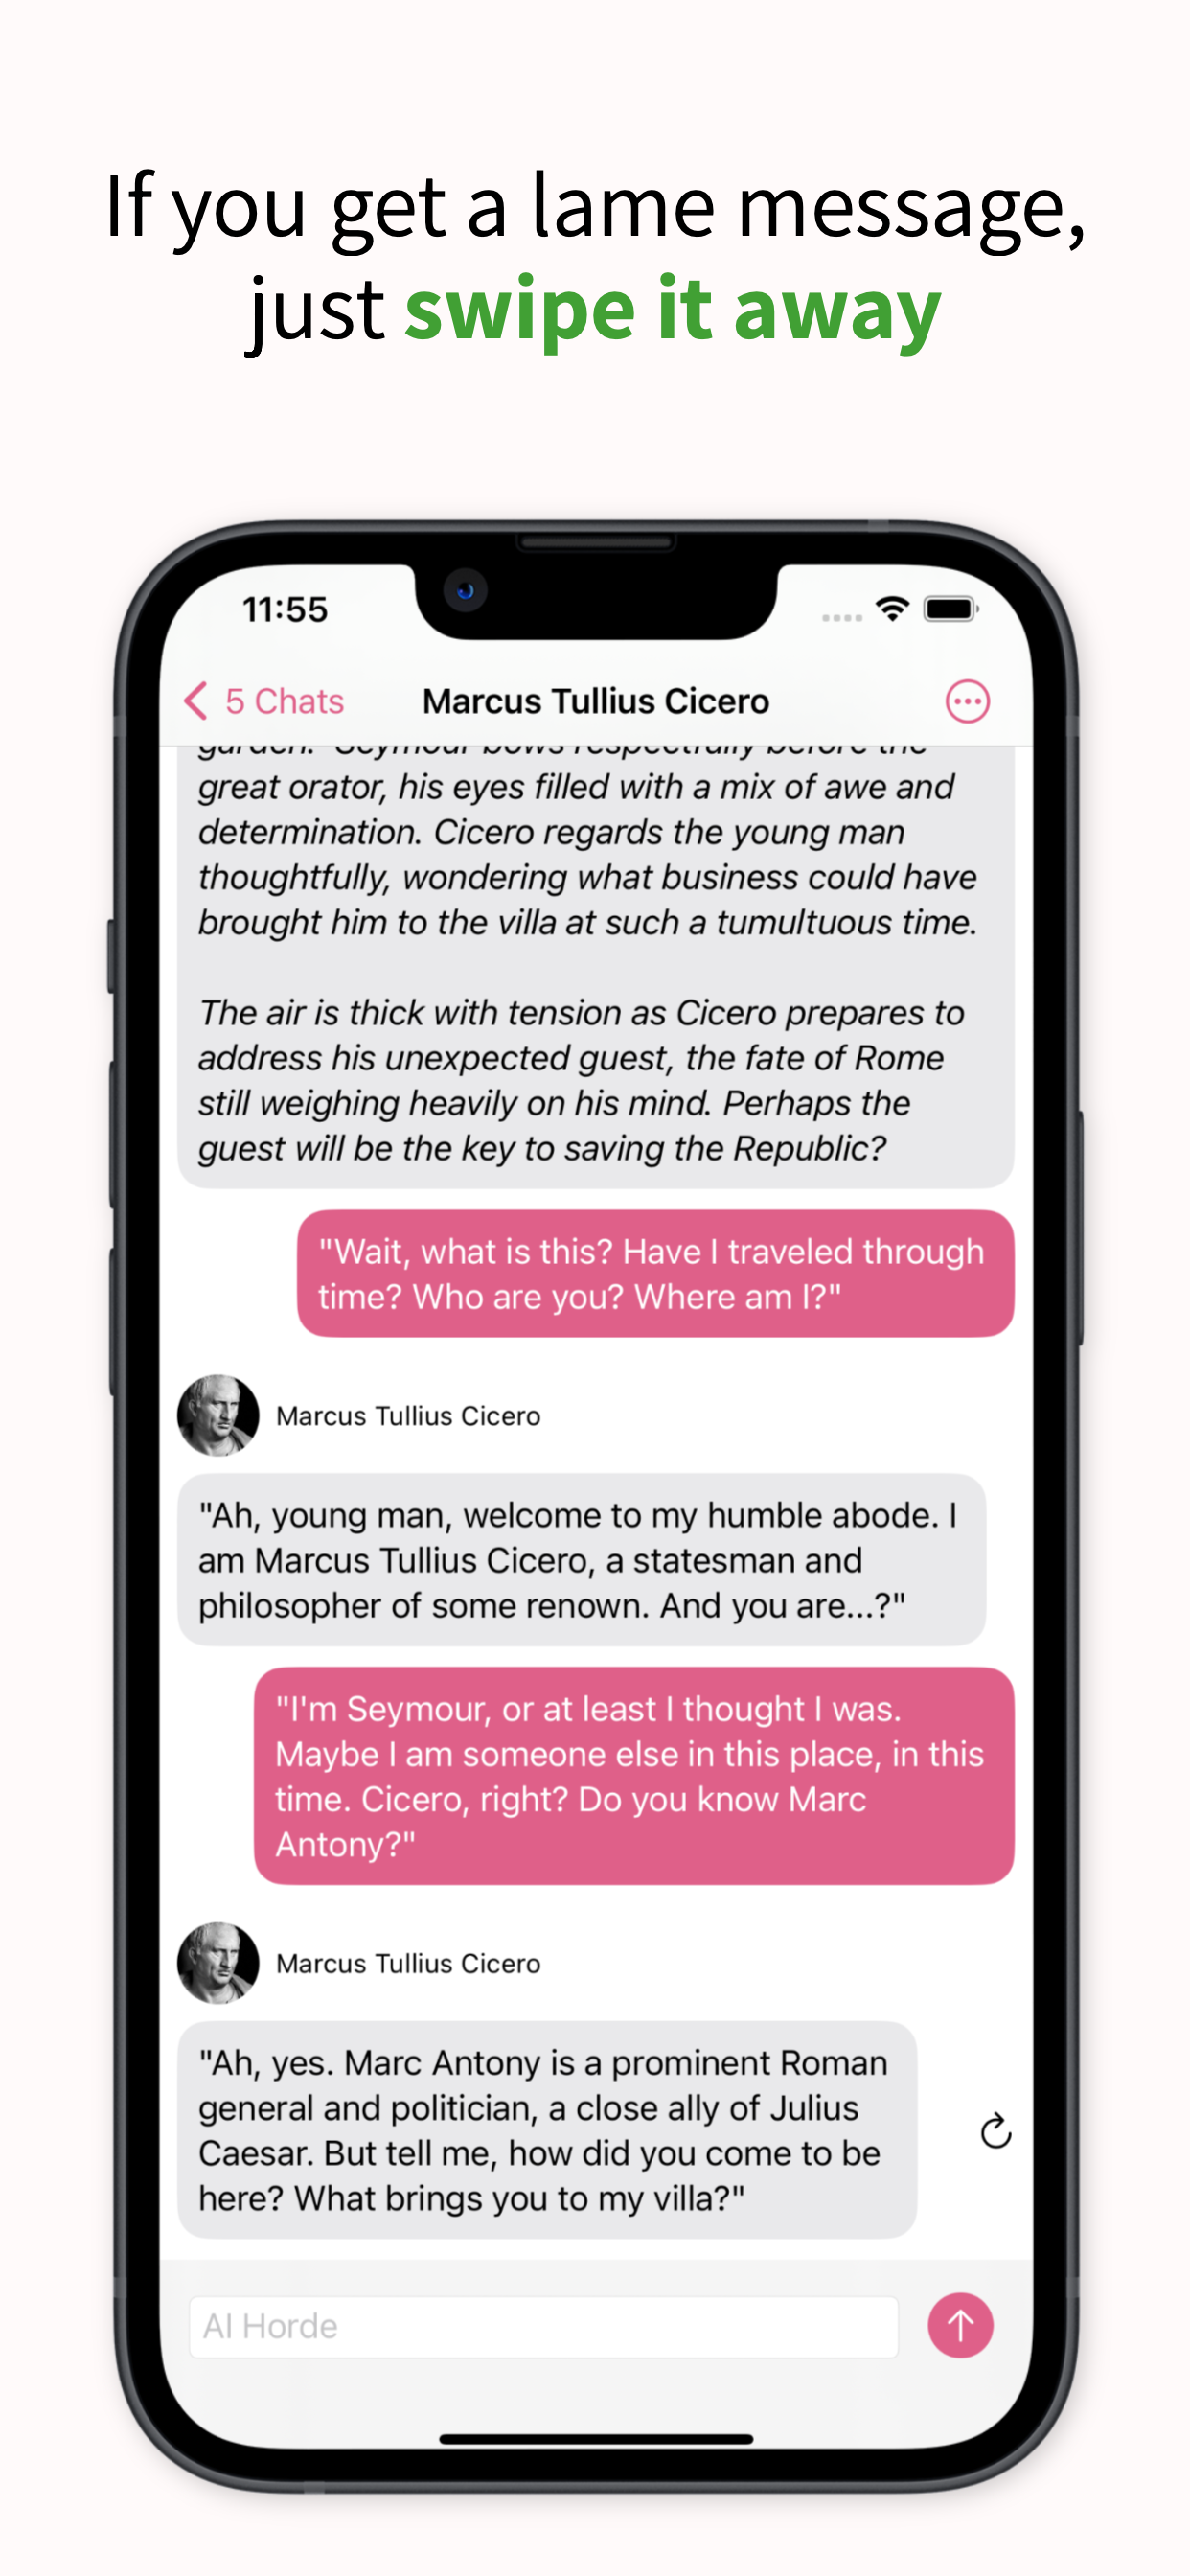 If you get a lame message,
just swipe it away
11:55
5 Chats
Marcus Tullius Cicero
garden." Seymour bows respectfully before the
great orator, his eyes filled with a mix of awe and
determination. Cicero regards the young man
thoughtfully, wondering what business could have
brought him to the villa at such a tumultuous time.
The air is thick with tension as Cicero prepares to
address his unexpected guest, the fate of Rome
still weighing heavily on his mind. Perhaps the
guest will be the key to saving the Republic?
"Wait, what is this? Have I traveled through
time? Who are you? Where am I?"
Marcus Tullius Cicero
"Ah, young man, welcome to my humble abode. I
am Marcus Tullius Cicero, a statesman and
philosopher of some renown. And you are...?"
"I'm Seymour, or at least I thought I was.
Maybe I am someone else in this place, in this
time. Cicero, right? Do you know Marc
Antony?"
Marcus Tullius Cicero
"Ah, yes. Marc Antony is a prominent Roman
general and politician, a close ally of Julius
Caesar. But tell me, how did you come to be
here? What brings you to my villa?"
AI Horde